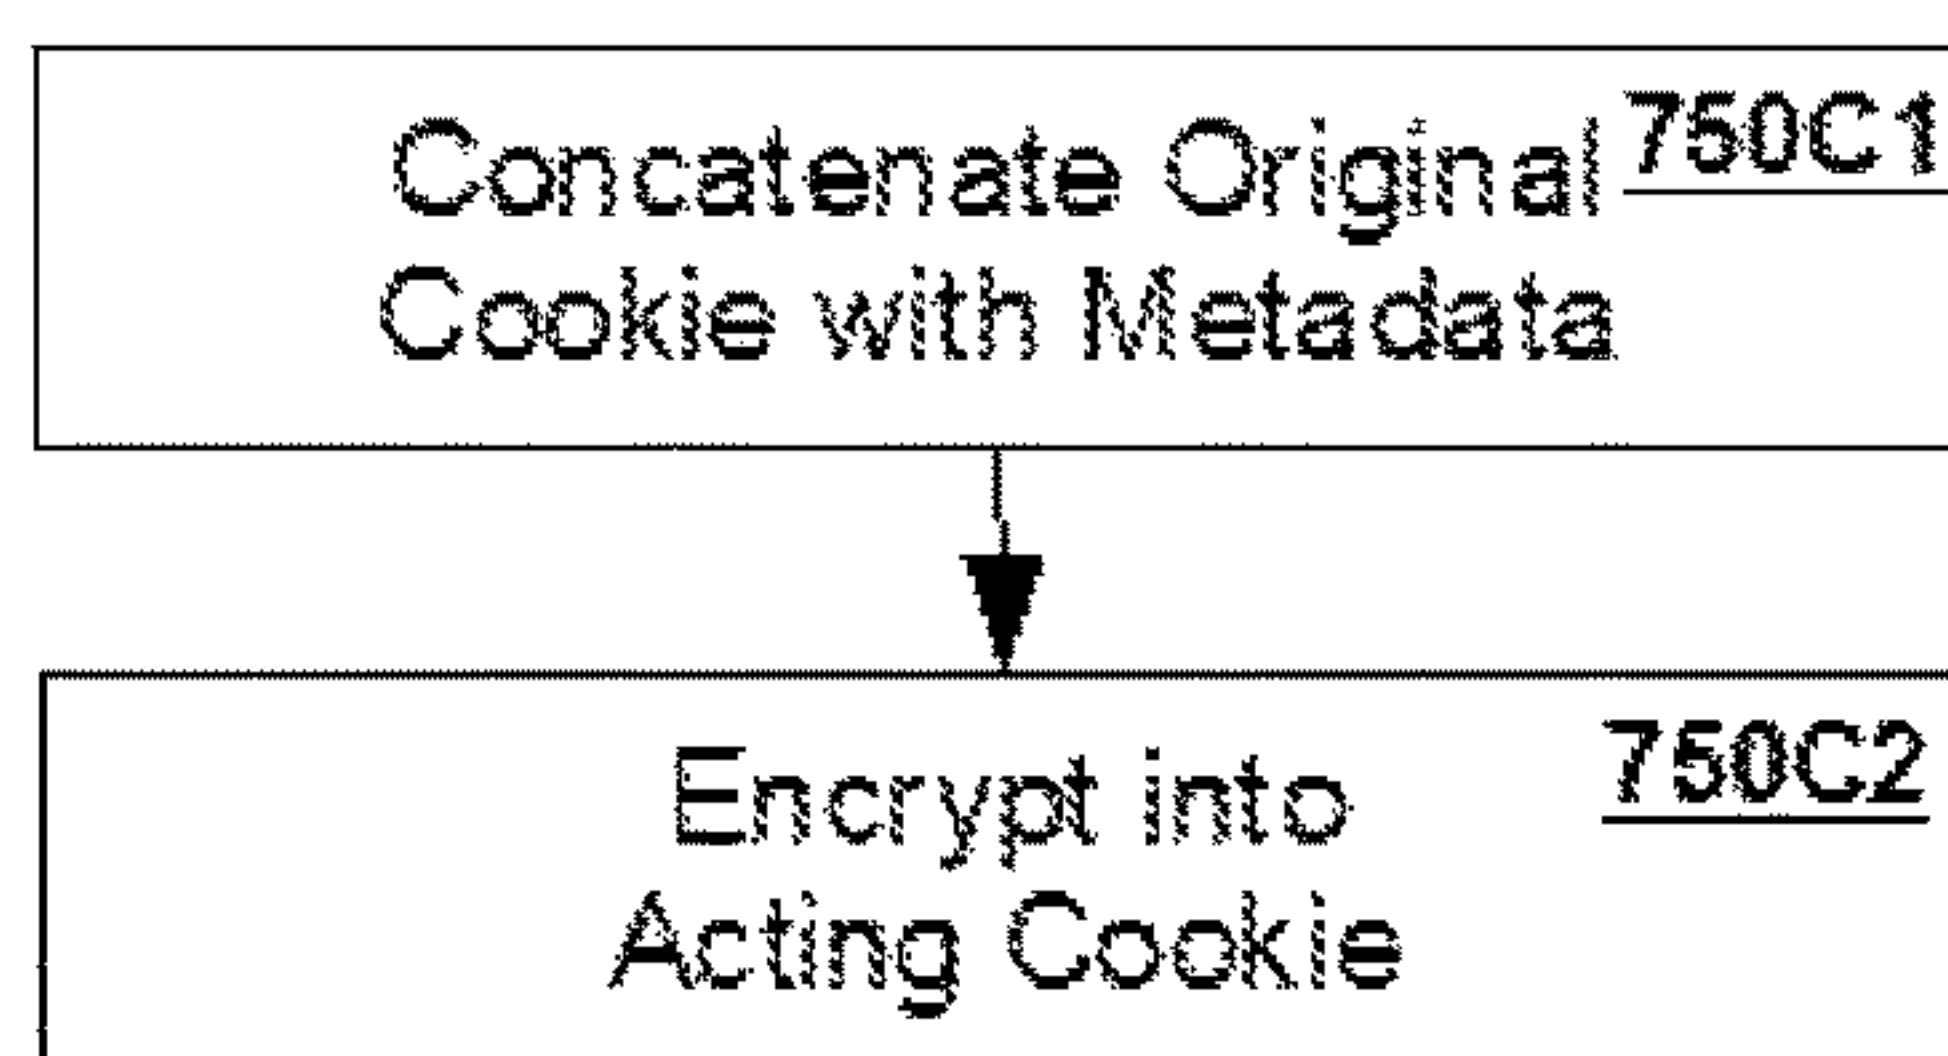 Concatenate Original 750C1
Cookie with Metadata
Encrypt into 750C2
Acting Cookie